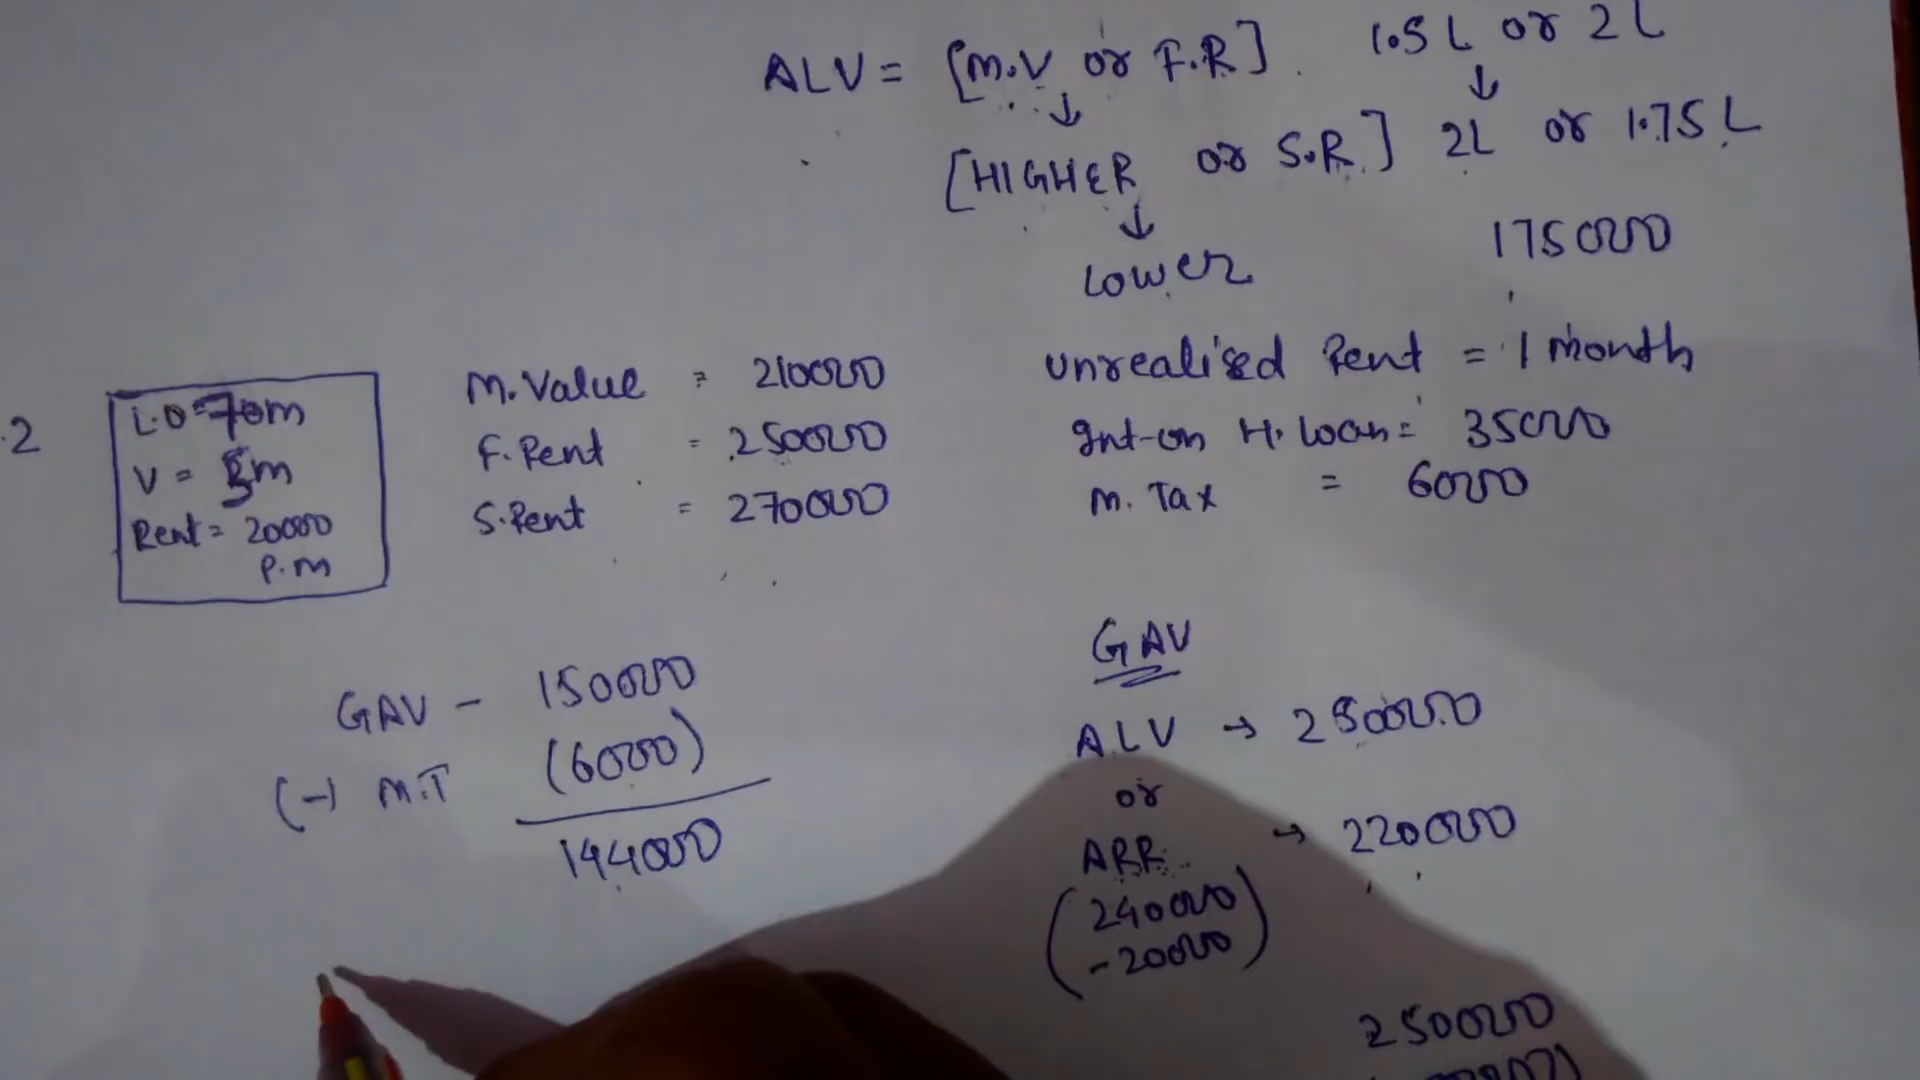 ALV = [M.V or F.R] 1.5 L or 2 L
[HIGHER or S.R.] 2L or 1.75 L
LOWER 175000
.2
L.O = 7m
V = 5m
Rent = 20000
P.M
M. Value = 210000
F. Rent = 250000
S. Rent = 270000
Unrealised Rent = 1 month
Int-on H. Loan = 35000
M. Tax = 6000
GAV - 150000
(-) M.T (6000)
144000
GAV
ALV → 250000
or
ARR → 220000
(240000
-20000)
250000